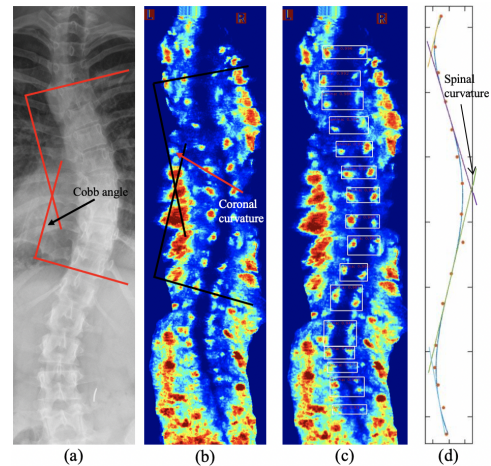 Spinal
curvature
Cobb angle
Coronal
curvature
(a)
(b)
(c)
(d)